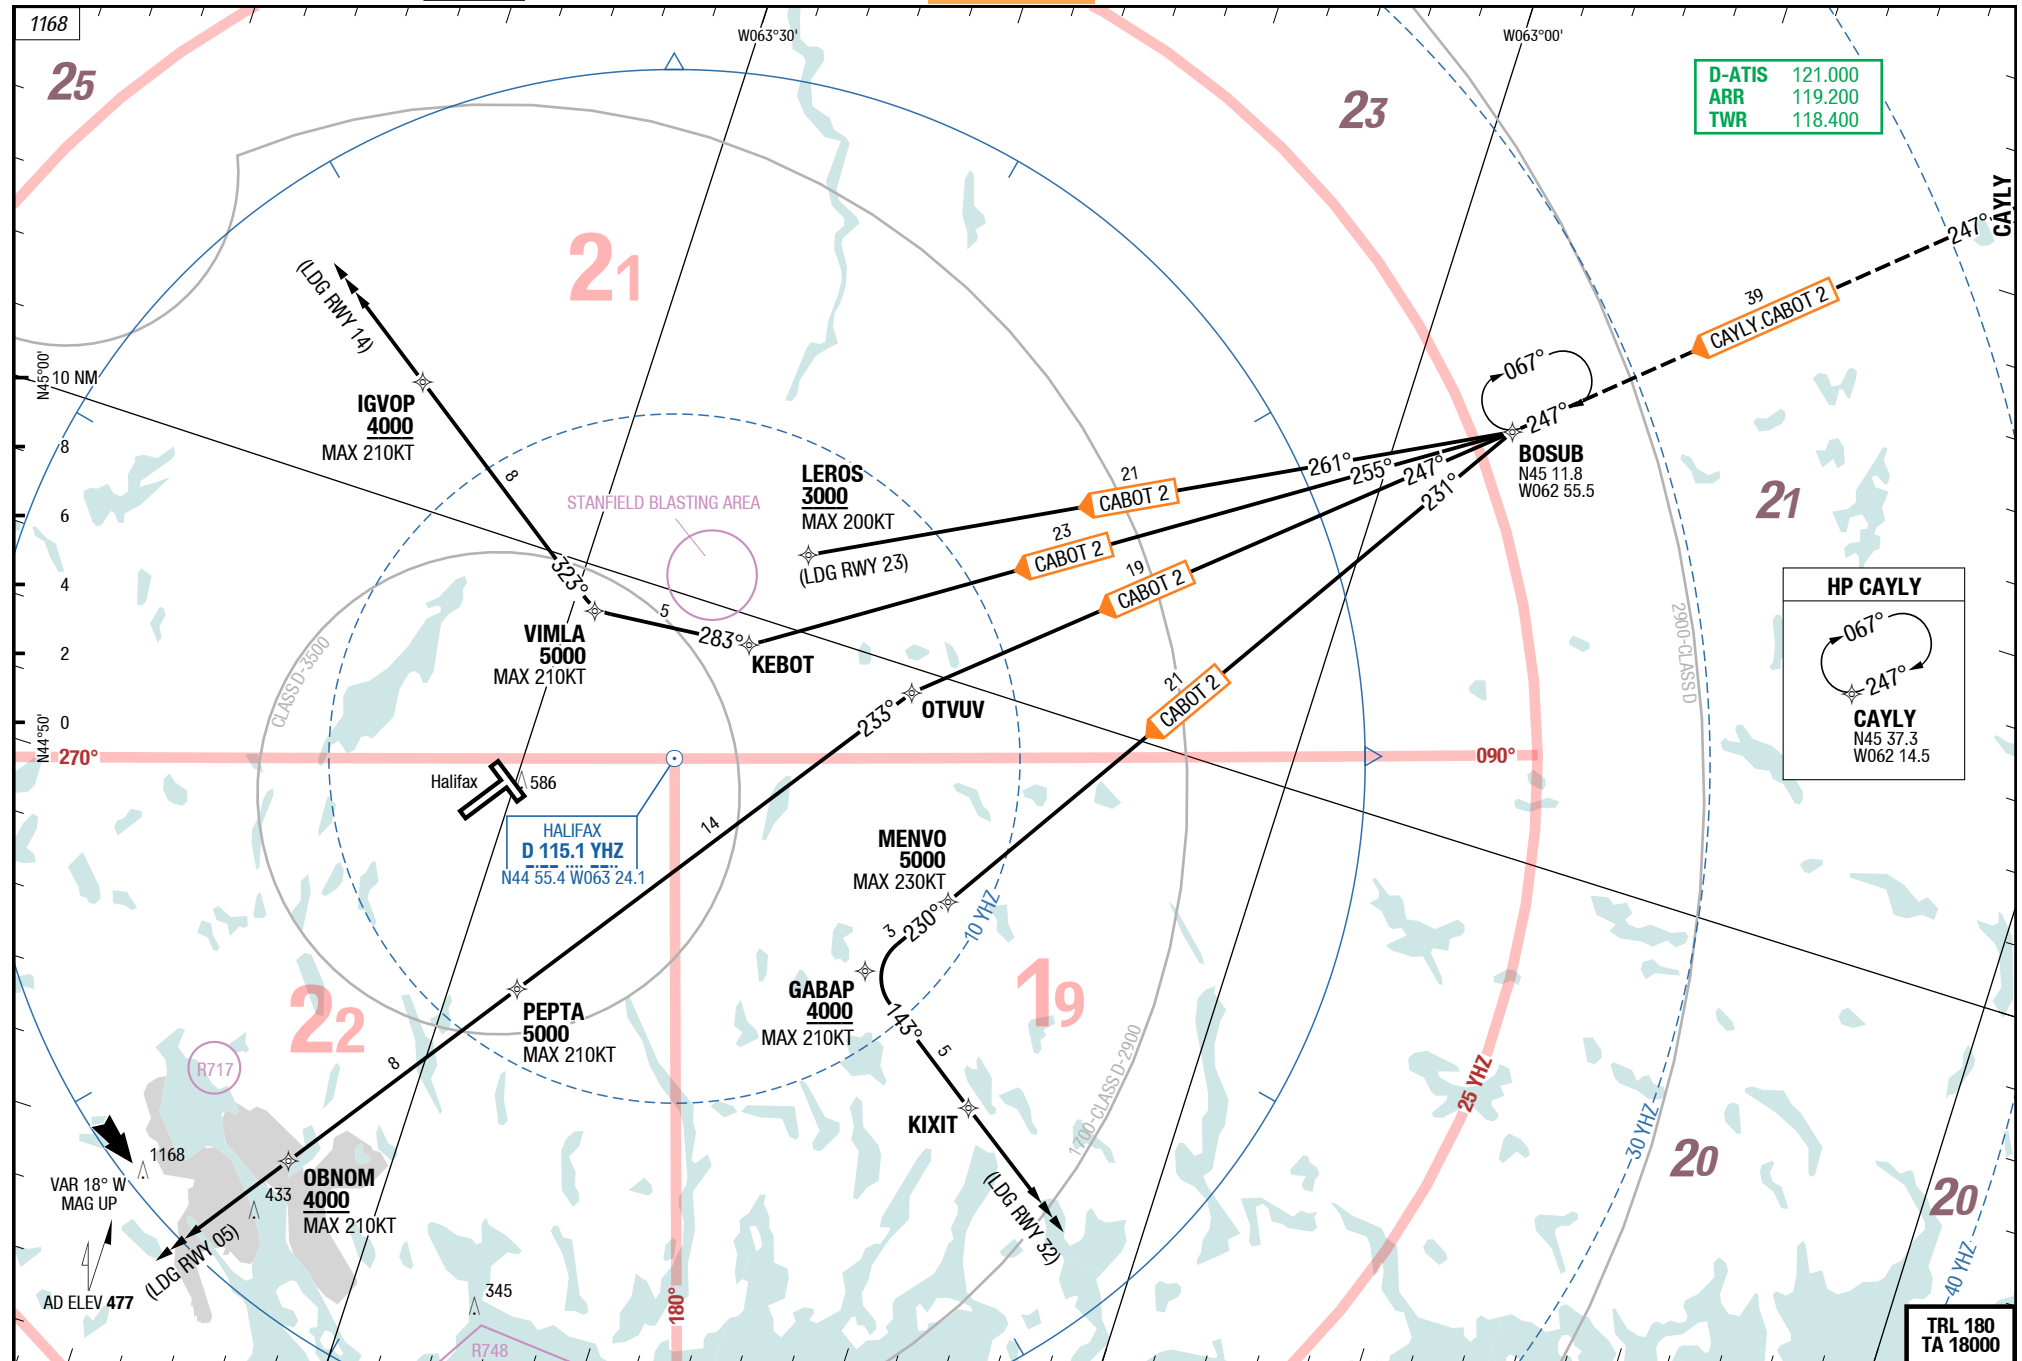 1168
W063°30'
W063°00'
25
23
D-ATIS 121.000
ARR 119.200
TWR 118.400
CAYLY
247°
21
(LDG RWY 14)
39
CAYLY.CABOT 2
067°
247°
BOSUB
N45 11.8
W062 55.5
N45°00'
10 NM
8
6
4
2
0
N44°50'
IGVOP
4000
MAX 210KT
8
STANFIELD BLASTING AREA
LEROS
3000
MAX 200KT
(LDG RWY 23)
21
CABOT 2
261°
23
CABOT 2
255°
19
CABOT 2
247°
21
CABOT 2
231°
21
323°
VIMLA
5000
MAX 210KT
5
283°
KEBOT
CLASS D-3500
233°
OTVUV
2900-CLASS D
HP CAYLY
067°
247°
CAYLY
N45 37.3
W062 14.5
270°
090°
Halifax
586
HALIFAX
D 115.1 YHZ
N44 55.4 W063 24.1
14
MENVO
5000
MAX 230KT
230°
3
10 YHZ
GABAP
4000
MAX 210KT
143°
5
19
22
PEPTA
5000
MAX 210KT
8
R717
KIXIT
1700-CLASS D-2900
25 YHZ
30 YHZ
20
20
40 YHZ
1168
VAR 18° W
MAG UP
433
OBNOM
4000
MAX 210KT
(LDG RWY 05)
(LDG RWY 32)
AD ELEV 477
345
R748
180°
TRL 180
TA 18000